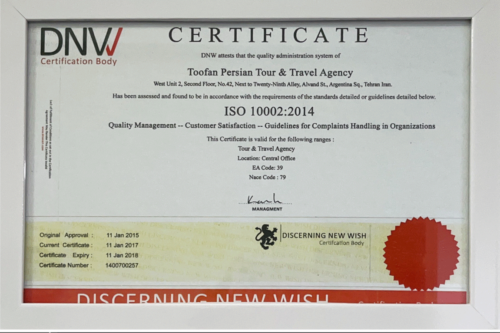 DNW
Certification Body
CERTIFICATE
DNW attests that the quality administration system of
Toofan Persian Tour & Travel Agency
West Unit 2, Second Floor, No.42, Next to Twenty-Ninth Alley, Alvand St., Argentina Sq., Tehran Iran.
Has been assessed and found to be in accordance with the requirements of the standards detailed or guidelines detailed below.
ISO 10002:2014
Quality Management -- Customer Satisfaction -- Guidelines for Complaints Handling in Organizations
This Certificate is valid for the following ranges :
Tour & Travel Agency
Location: Central Office
EA Code: 39
Nace Code : 79
MANAGMENT
Original Approval : 11 Jan 2015
Current Certificate : 11 Jan 2017
Certificate Expiry : 11 Jan 2018
Certificate Number : 1400700257
DISCERNING NEW WISH
Certification Body
DISCERNING NEW WISH